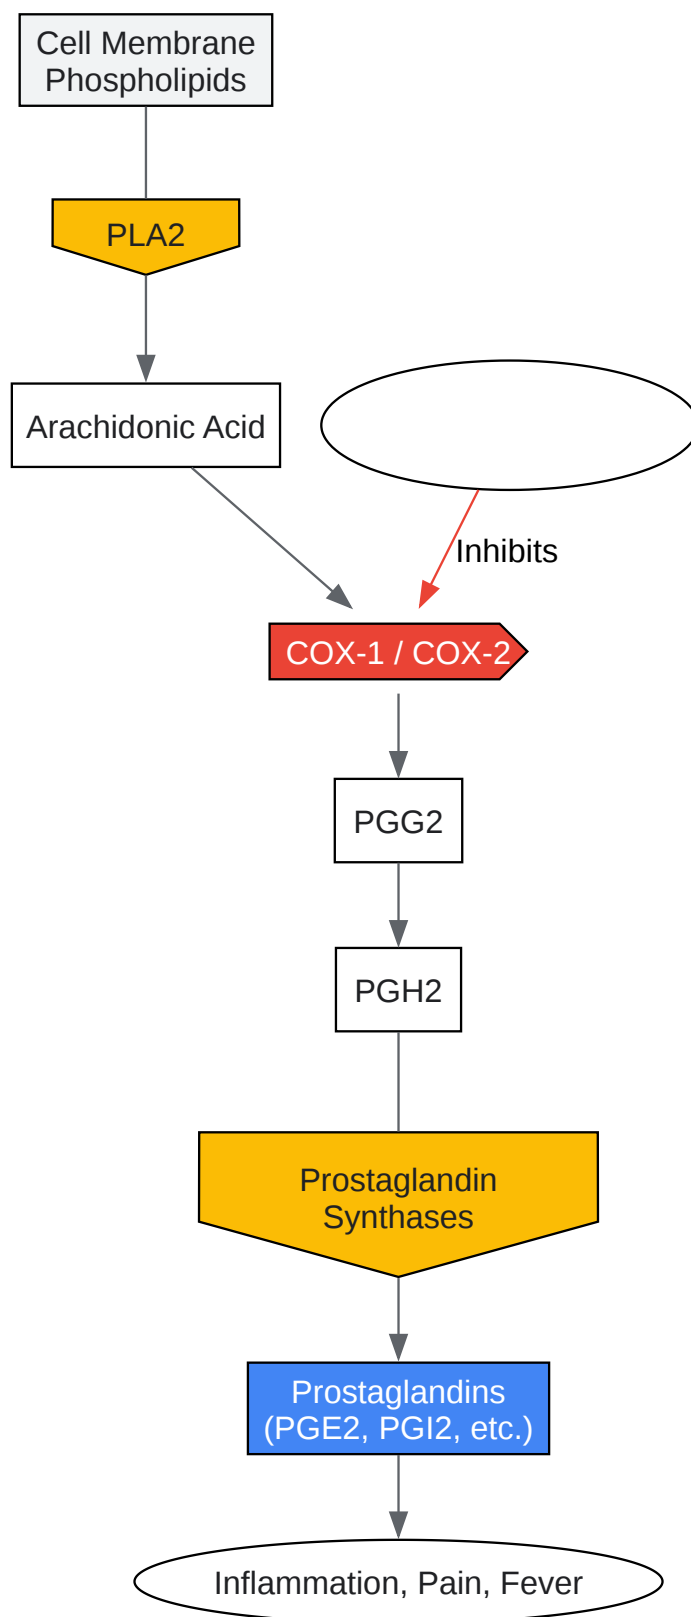 Cell Membrane
Phospholipids
PLA2
Arachidonic Acid
Inhibits
COX-1 / COX-2
PGG2
PGH2
Prostaglandin
Synthases
Prostaglandins
(PGE2, PGI2, etc.)
Inflammation, Pain, Fever